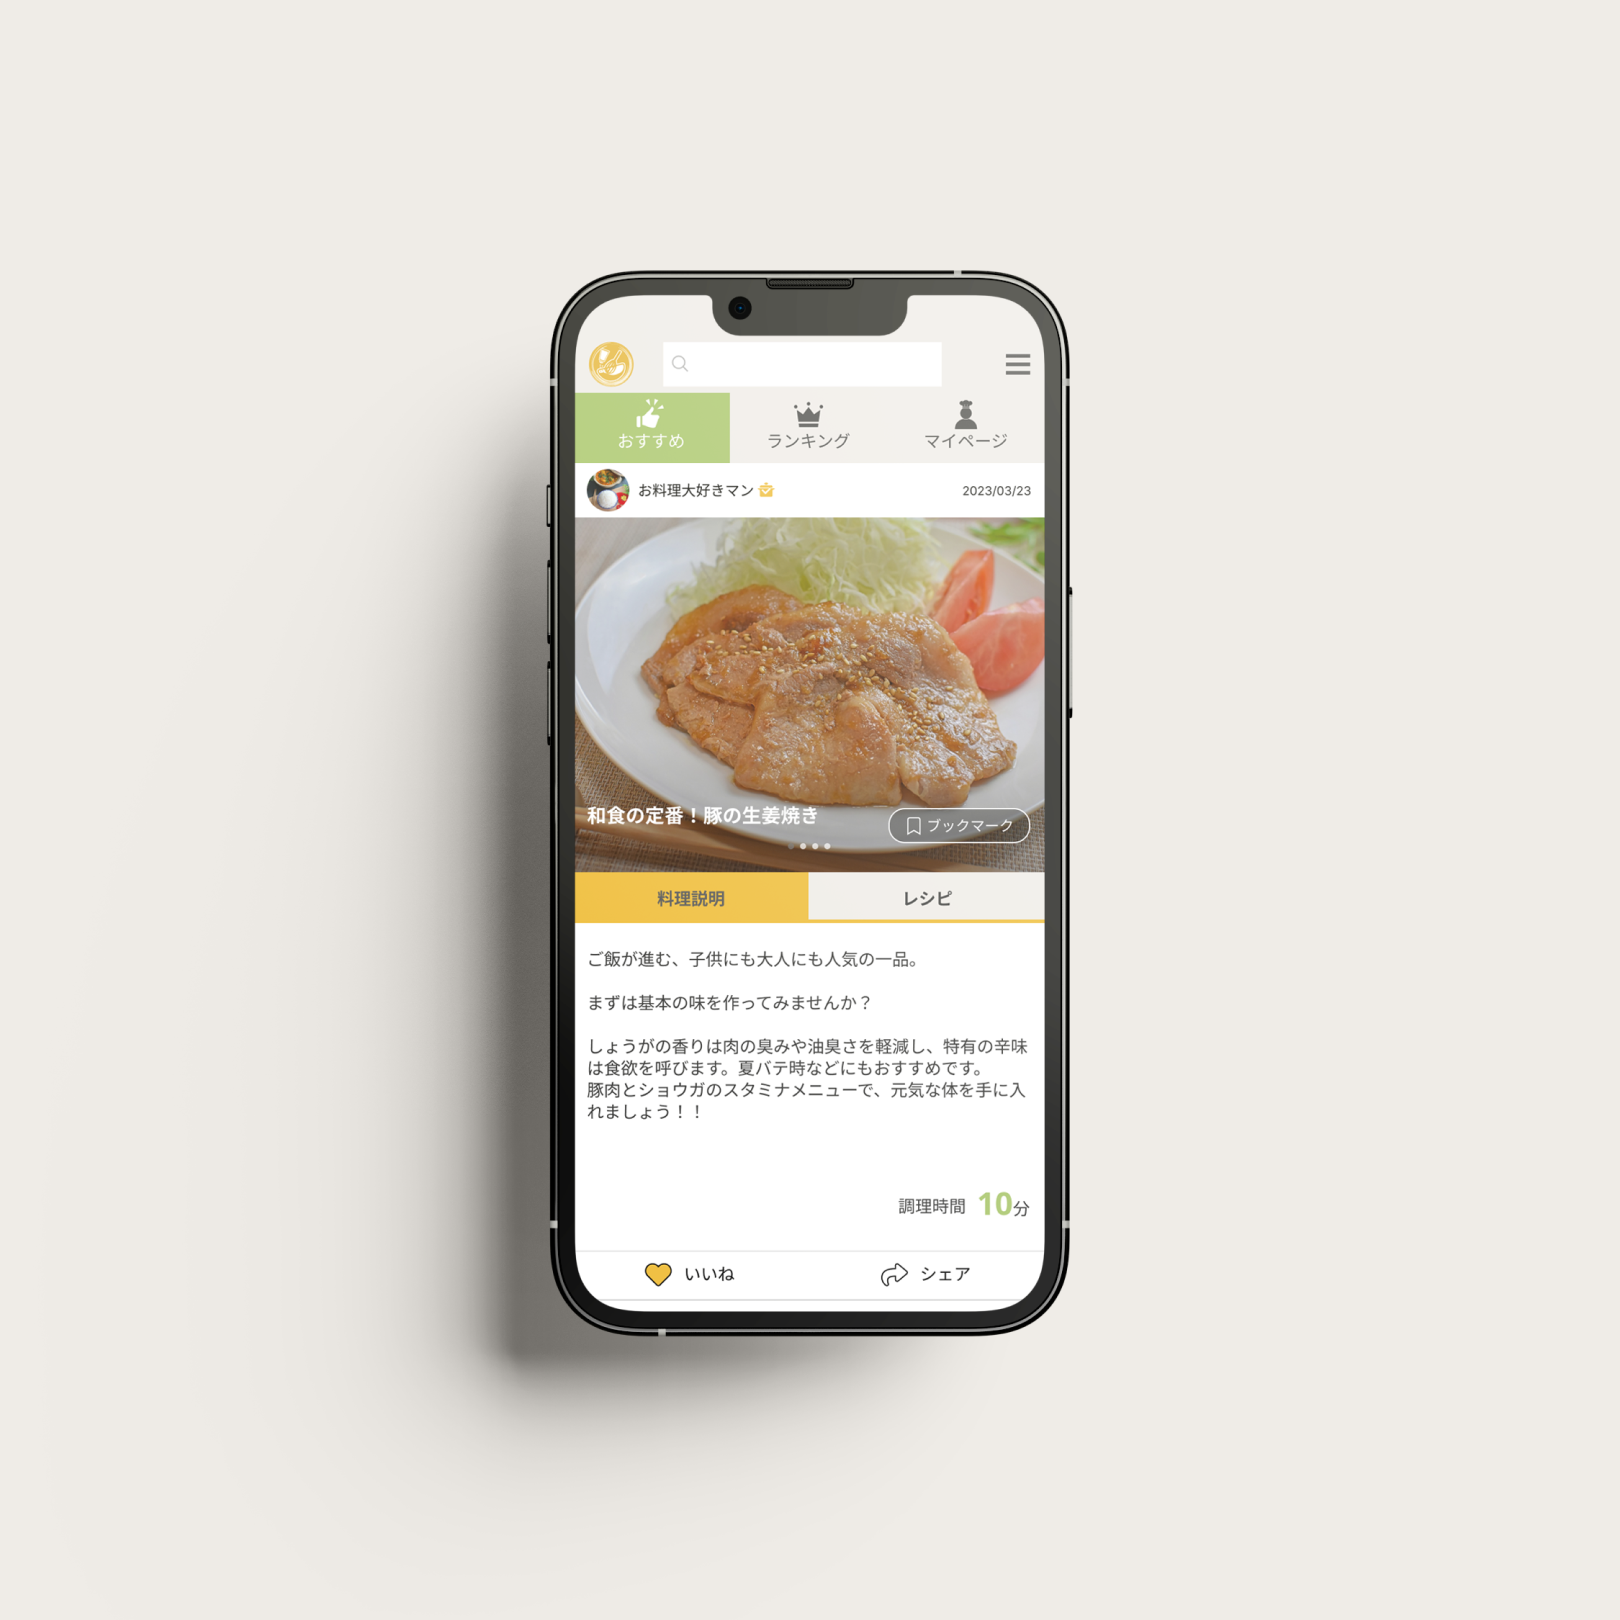 おすすめ
ランキング
マイページ
お料理大好きマン
2023/03/23
和食の定番！豚の生姜焼き
ブックマーク
料理説明
レシピ
ご飯が進む、子供にも大人にも人気の一品。
まずは基本の味を作ってみませんか？
しょうがの香りは肉の臭みや油臭さを軽減し、特有の辛味
は食欲を呼びます。夏バテ時などにもおすすめです。
豚肉とショウガのスタミナメニューで、元気な体を手に入
れましょう！！
調理時間 10分
いいね
シェア